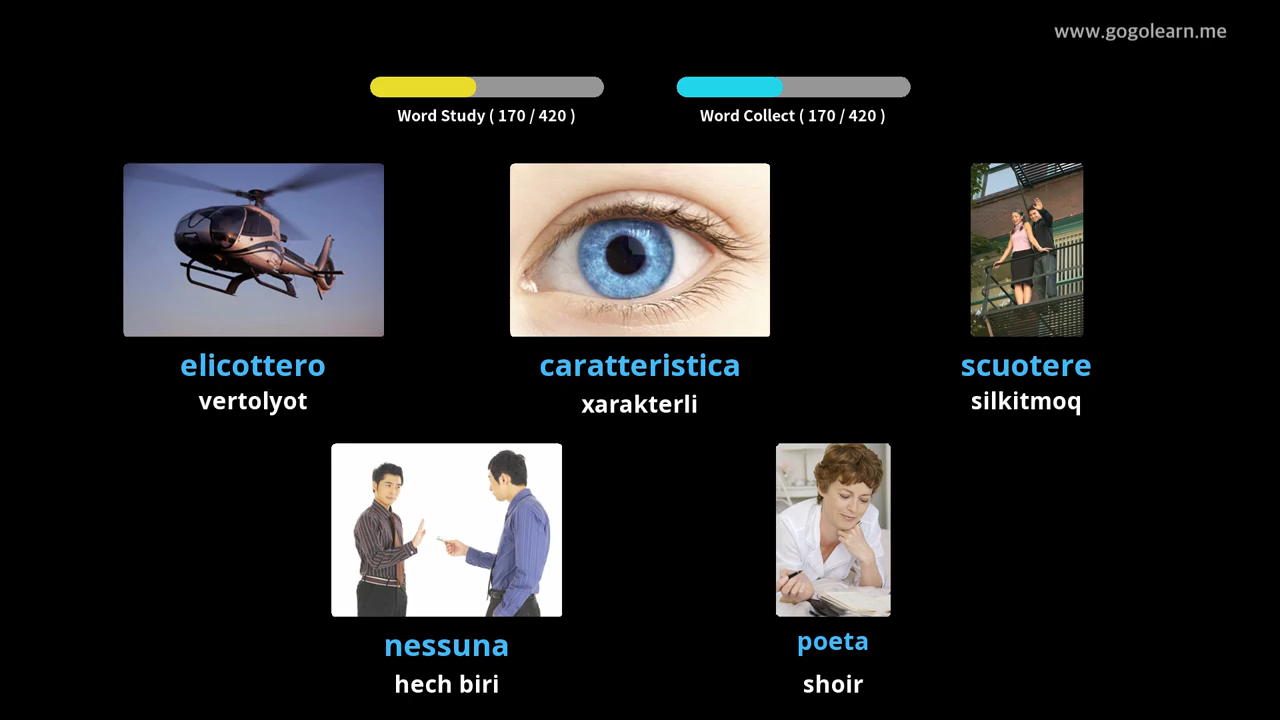 www.gogolearn.me
Word Study ( 170 / 420 )
Word Collect ( 170 / 420 )
elicottero
vertolyot
caratteristica
xarakterli
scuotere
silkitmoq
nessuna
hech biri
poeta
shoir